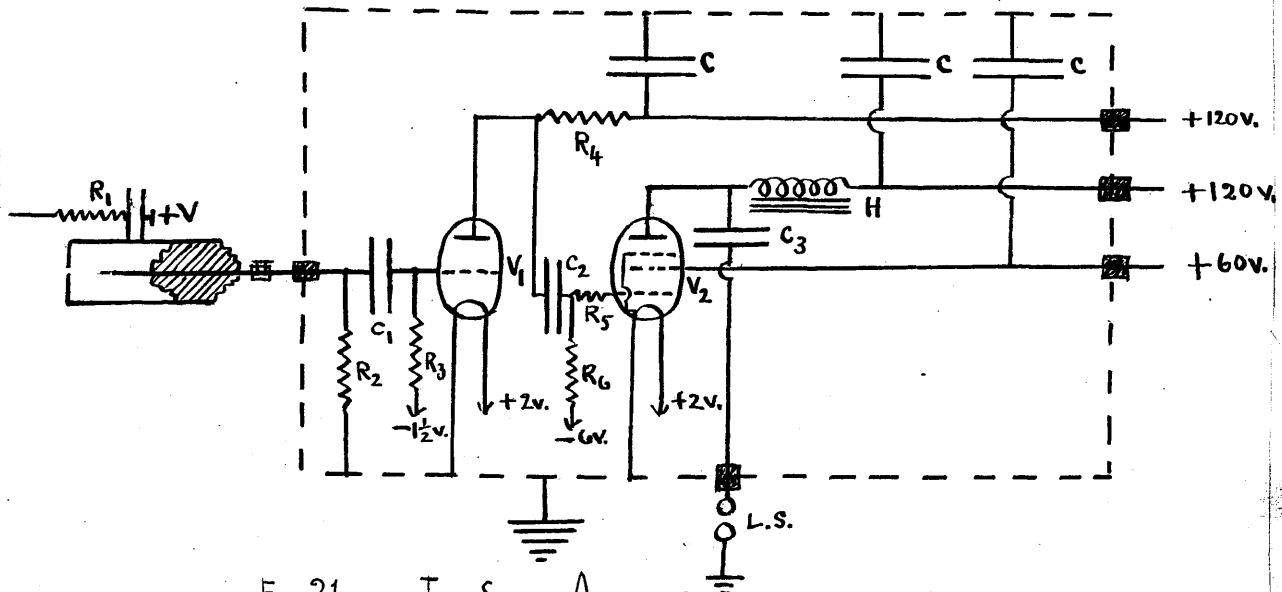 C
C
C
+120v.
R4
R1
+V
+120v.
H
C3
V1
C2
+60v.
V2
R5
C1
R2
R3
R6
+2v.
+2v.
-1½v.
-6v.
L.S.